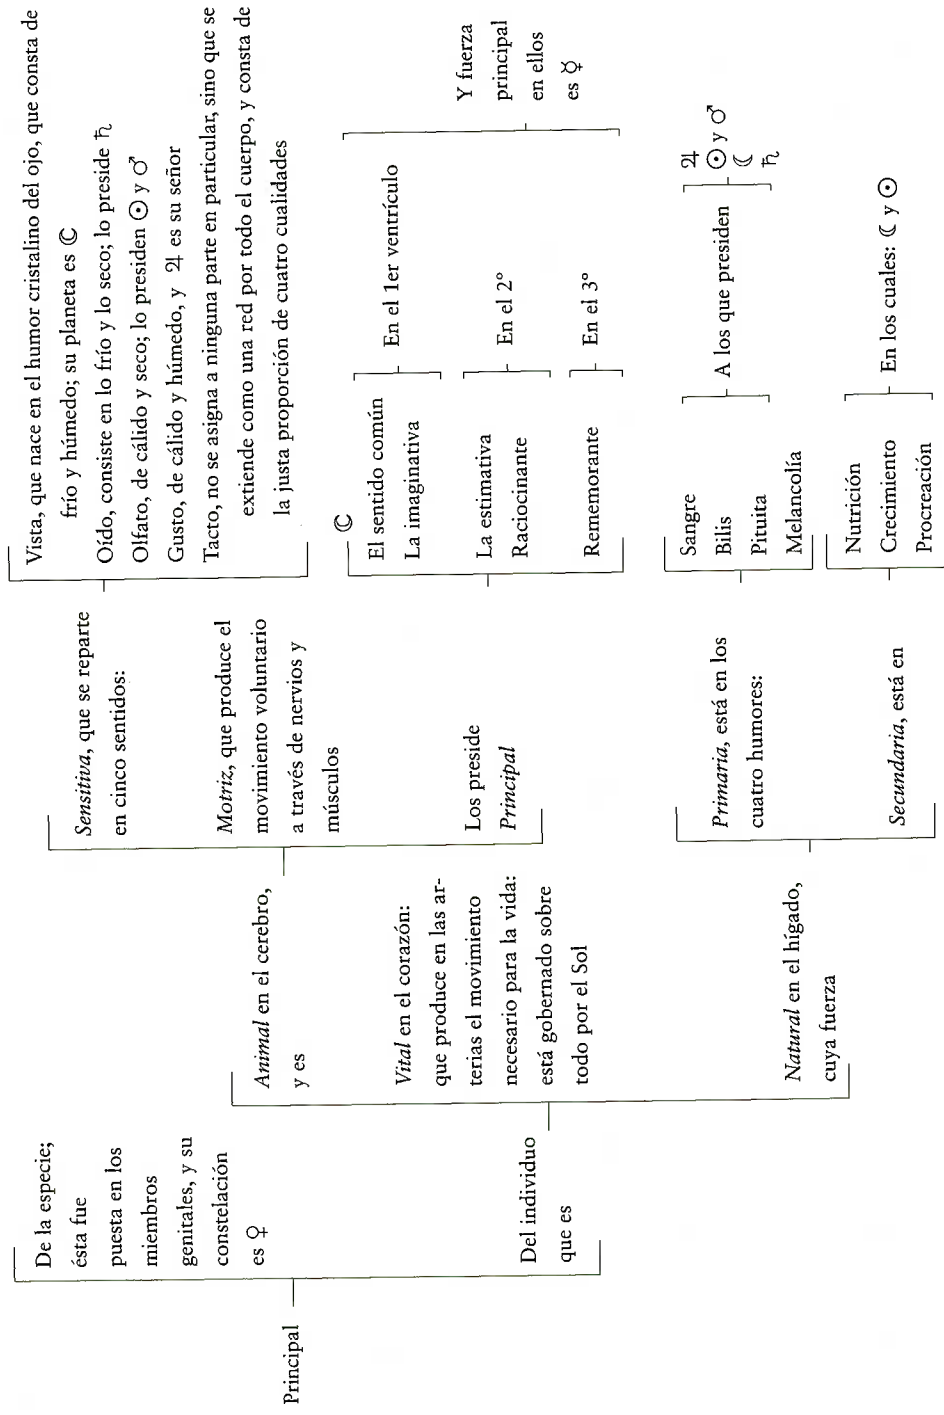 Principal
De la especie;
ésta fue
puesta en los
miembros
genitales, y su
constelación
es ♀
Del individuo
que es
Animal en el cerebro,
y es
Vital en el corazón:
que produce en las ar-
terias el movimiento
necesario para la vida:
está gobernado sobre
todo por el Sol
Natural en el hígado,
cuya fuerza
Sensitiva, que se reparte
en cinco sentidos:
Motriz, que produce el
movimiento voluntario
a través de nervios y
músculos
Los preside
Principal
Primaria, está en los
cuatro humores:
Secundaria, está en
Vista, que nace en el humor cristalino del ojo, que consta de
frío y húmedo; su planeta es ☾
Oído, consiste en lo frío y lo seco; lo preside ♄
Olfato, de cálido y seco; lo presiden ☉ y ♂
Gusto, de cálido y húmedo, y ♃ es su señor
Tacto, no se asigna a ninguna parte en particular, sino que se
extiende como una red por todo el cuerpo, y consta de
la justa proporción de cuatro cualidades
☾
El sentido común
La imaginativa
En el 1er ventrículo
La estimativa
Raciocinante
En el 2º
Rememorante
En el 3º
Y fuerza
principal
en ellos
es ☿
Sangre
Bilis
Pituita
Melancolía
A los que presiden
♃
☉ y ♂
☾
♄
Nutrición
Crecimiento
Procreación
En los cuales: ☾ y ☉